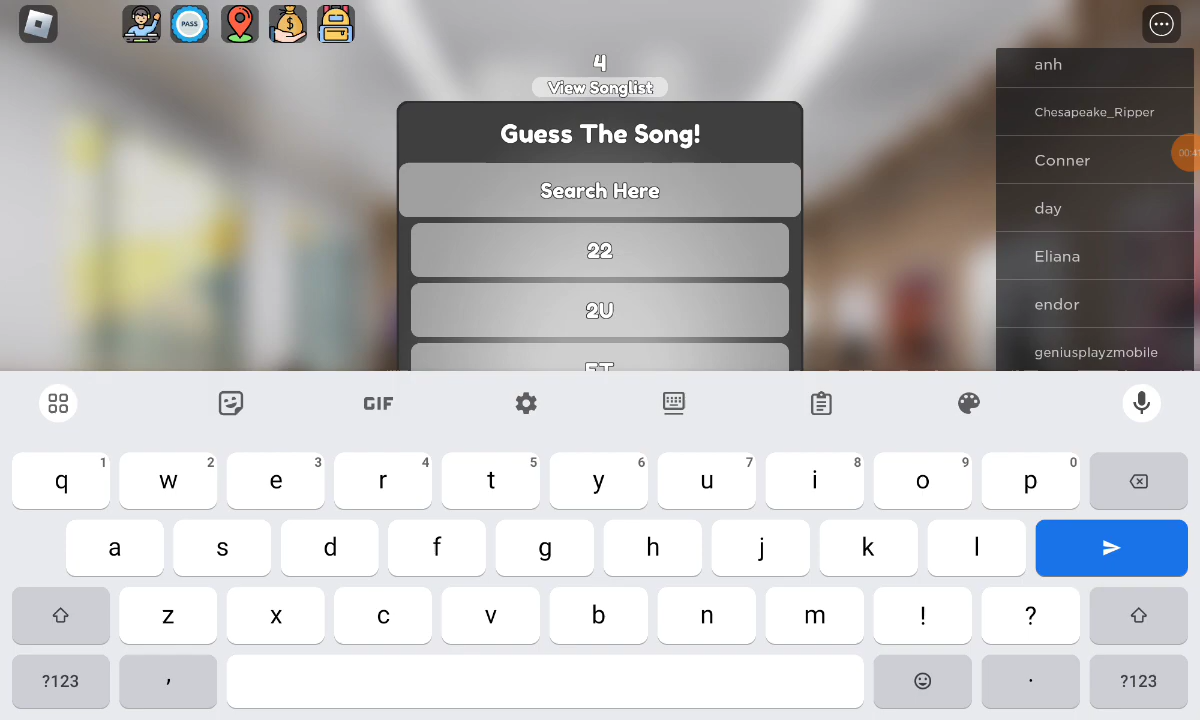 PASS
4
View Songlist
Guess The Song!
Search Here
22
2U
anh
Chesapeake_Ripper
Conner
day
Eliana
endor
geniusplayzmobile
GIF
q 1 w 2 e 3 r 4 t 5 y 6 u 7 i 8 o 9 p 0
a s d f g h j k l
z x c v b n m ! ?
?123 , . ?123